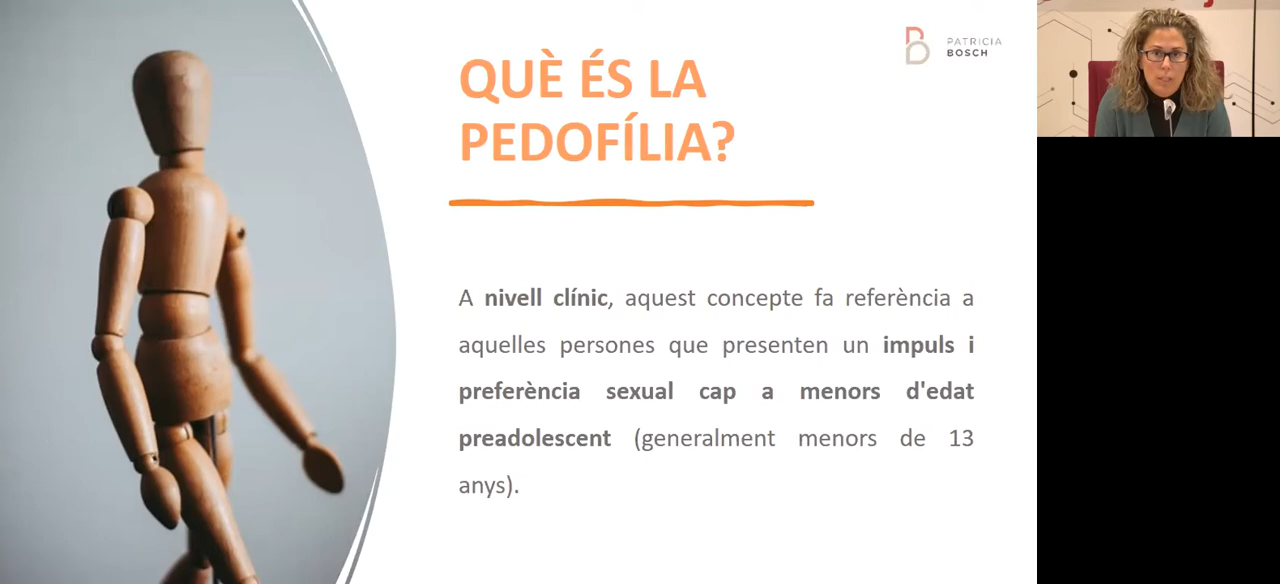 QUÈ ÉS LA
PEDOFÍLIA?
PATRICIA
BOSCH
A nivell clínic, aquest concepte fa referència a
aquelles persones que presenten un impuls i
preferència sexual cap a menors d'edat
preadolescent (generalment menors de 13
anys).